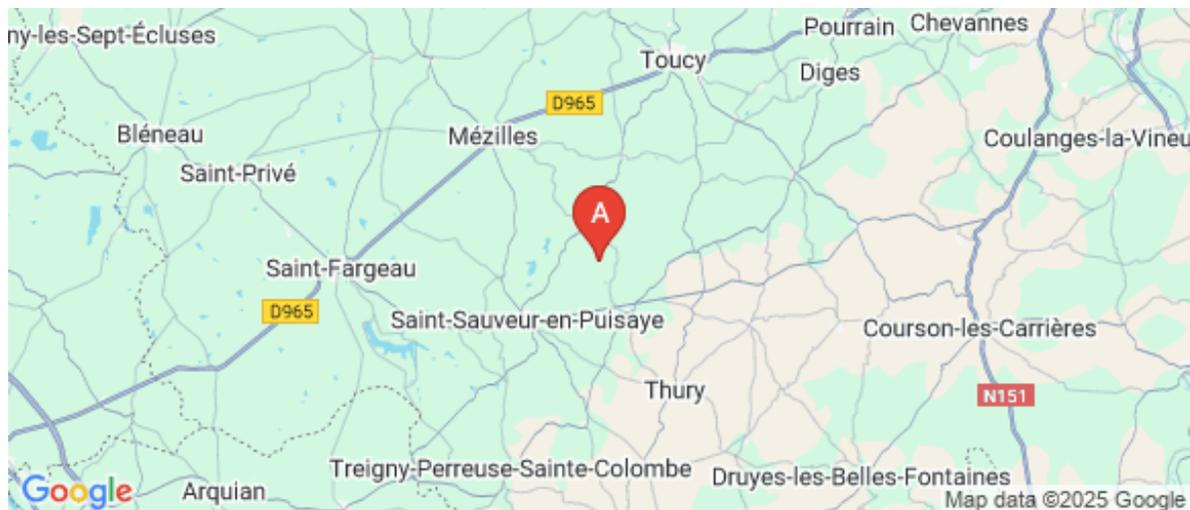 ny-les-Sept-Écluses
Pourrain
Chevannes
Toucy
Diges
D965
Bléneau
Mézilles
Coulanges-la-Vineu
Saint-Privé
A
Saint-Fargeau
D965
Saint-Sauveur-en-Puisaye
Courson-les-Carrières
Thury
N151
Treigny-Perreuse-Sainte-Colombe
Druyes-les-Belles-Fontaines
Google
Arquian
Map data ©2025 Google